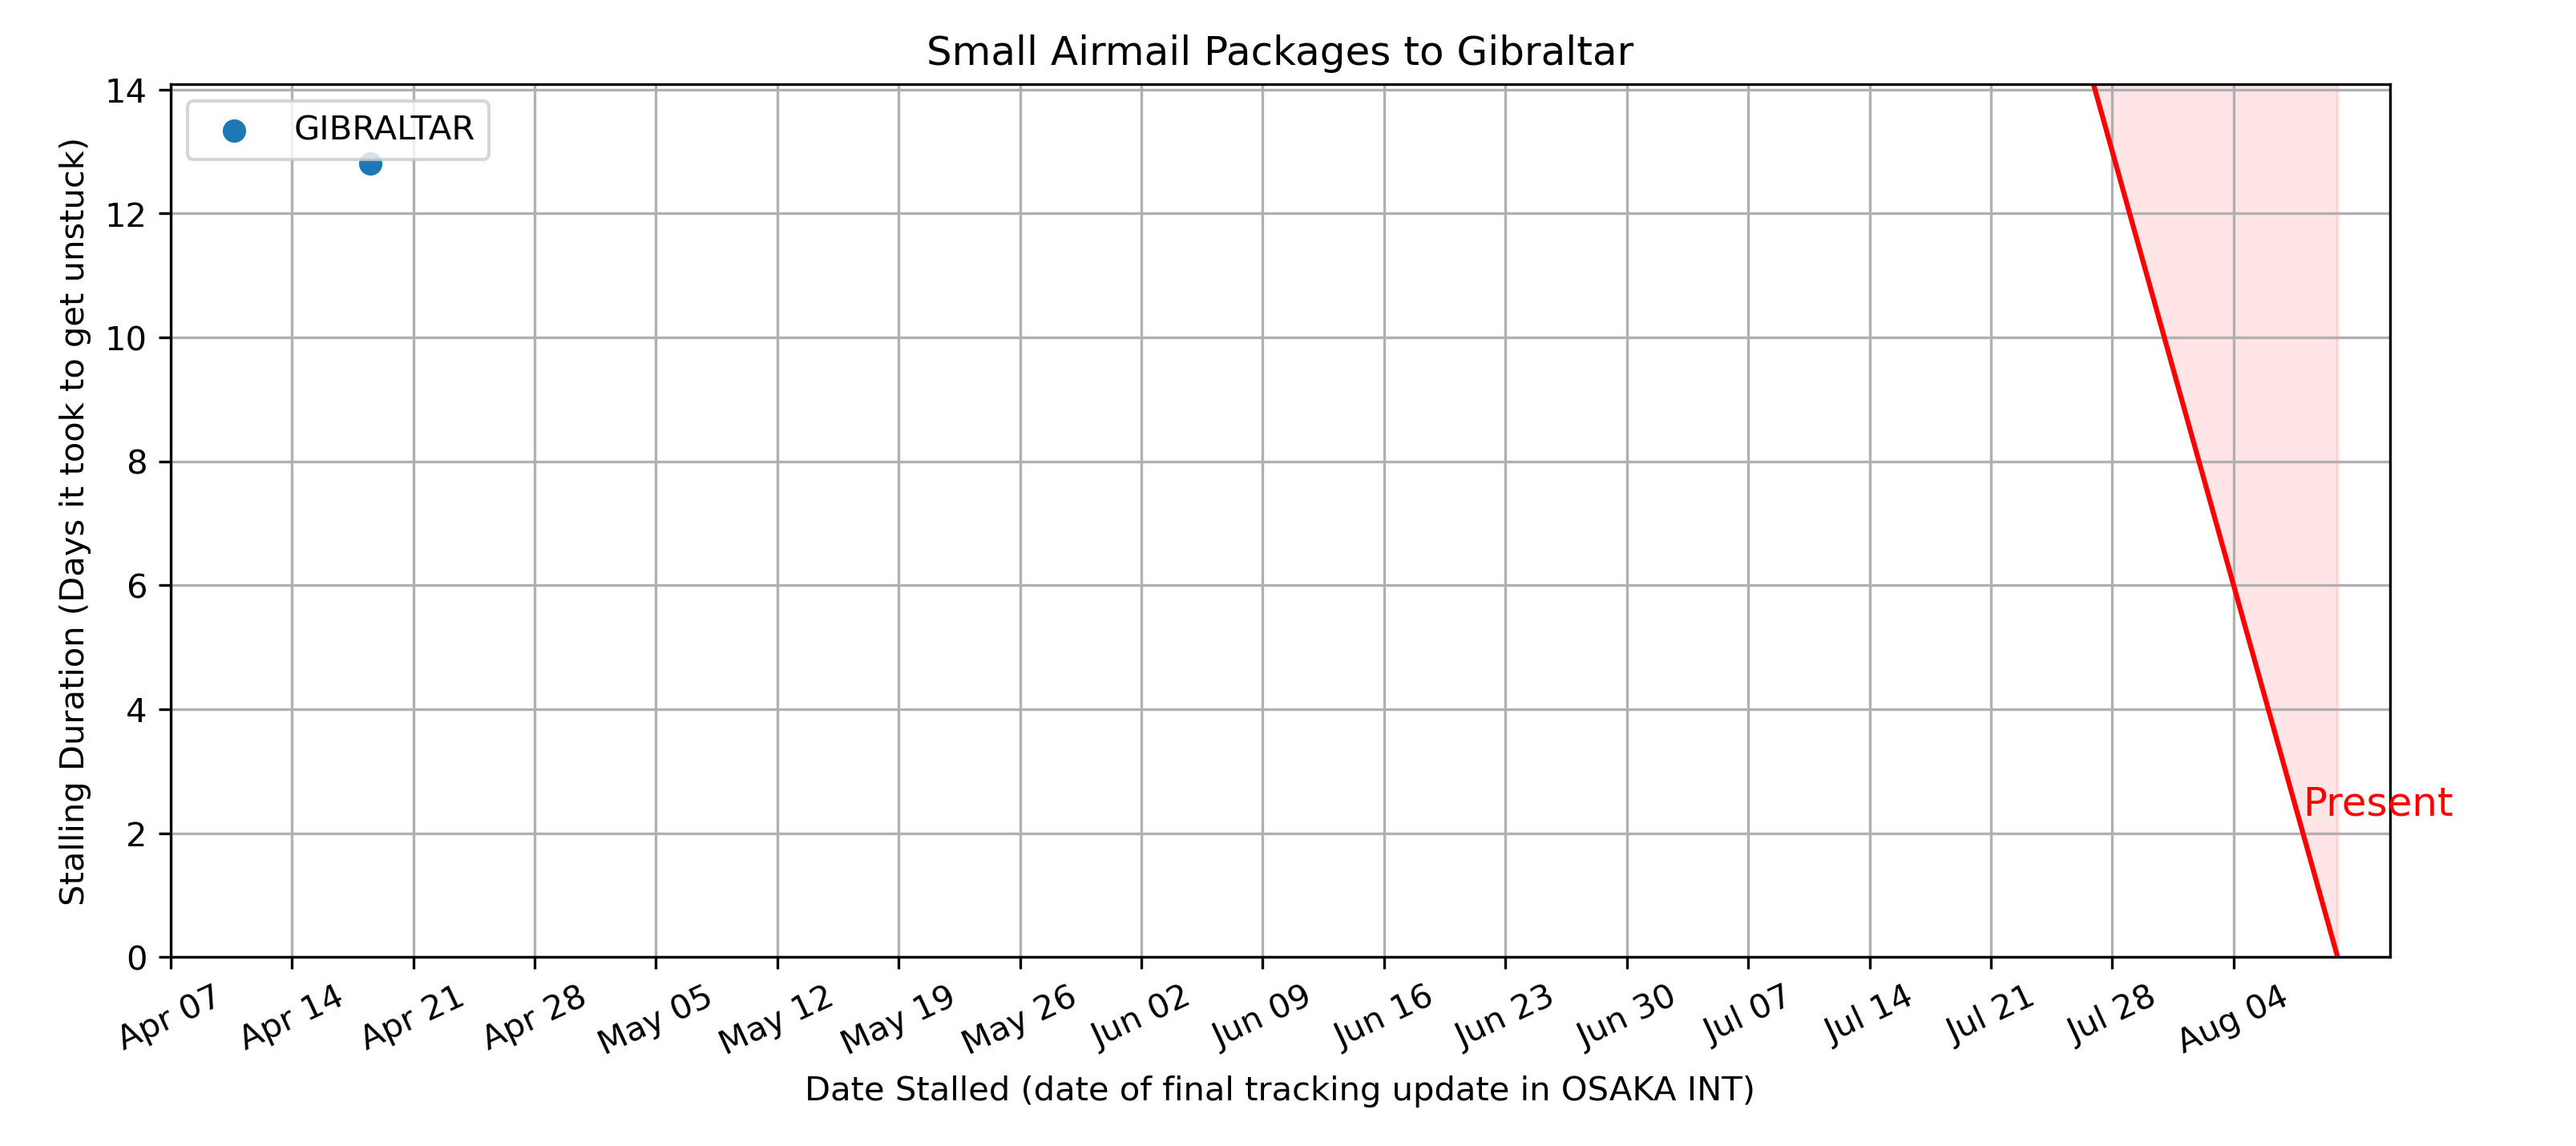 Small Airmail Packages to Gibraltar
GIBRALTAR
Stalling Duration (Days it took to get unstuck)
14
12
10
8
6
4
2
0
Present
Apr 07
Apr 14
Apr 21
Apr 28
May 05
May 12
May 19
May 26
Jun 02
Jun 09
Jun 16
Jun 23
Jun 30
Jul 07
Jul 14
Jul 21
Jul 28
Aug 04
Date Stalled (date of final tracking update in OSAKA INT)